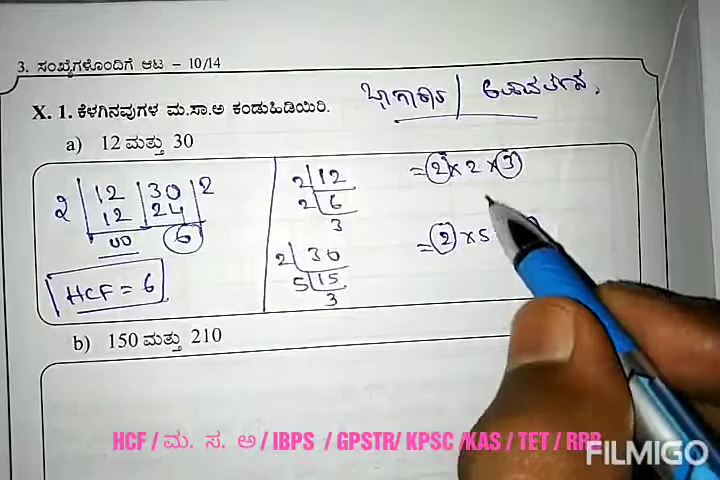 3. ಸಂಖ್ಯೆಗಳೊಂದಿಗೆ ಆಟ – 10/14
X. 1. ಕೆಳಗಿನವುಗಳ ಮ.ಸಾ.ಅ ಕಂಡುಹಿಡಿಯಿರಿ.
ಭಾಗಾಕಾರ /
a) 12 ಮತ್ತು 30
2 | 12 | 30 | 2
12 | 24
00 6
HCF = 6
2 | 12
2 | 6
3
2 | 30
5 | 15
3
= 2 × 2 × 3
= 2 × 5
b) 150 ಮತ್ತು 210
HCF / ಮ. ಸ. ಅ / IBPS / GPSTR/ KPSC /KAS / TET / RRB
FILMIGO